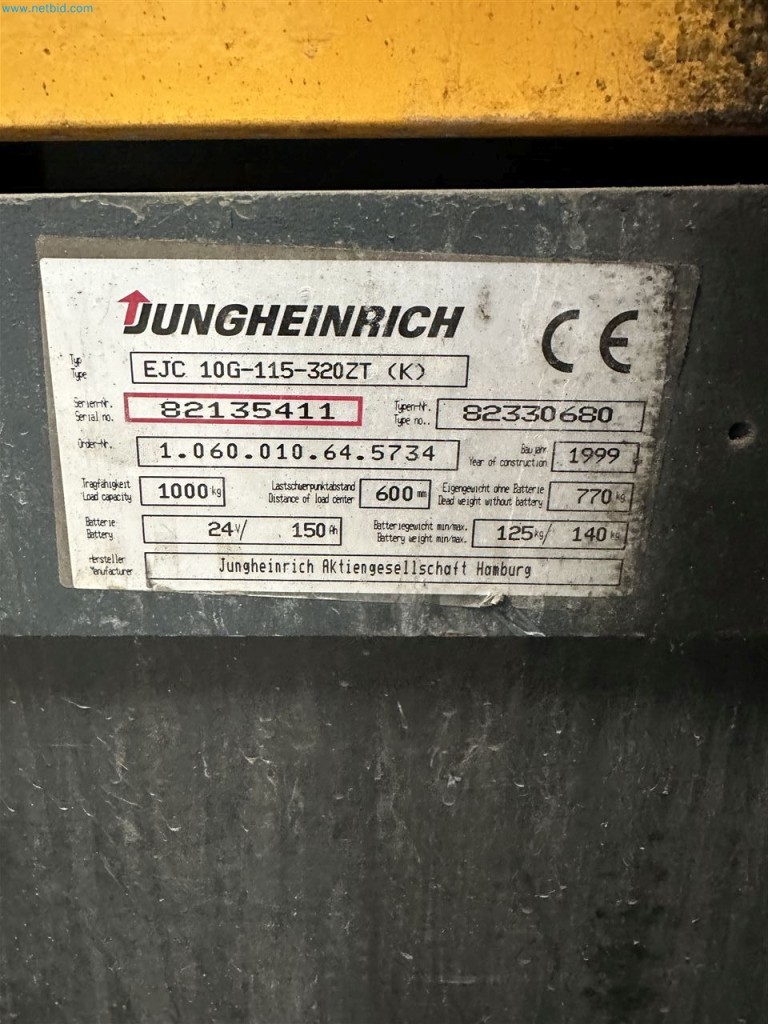 www.netbid.com
JUNGHEINRICH CE
Typ
Type EJC 10G-115-320ZT (K)
Serien-Nr.
Serial no. 82135411 Typen-Nr.
Type no.. 82330680
Order-Nr. 1.060.010.64.5734 Baujahr
Year of construction 1999
Tragfähigkeit
Load capacity 1000 kg Lastschwerpunktabstand
Distance of load center 600 mm Eigengewicht ohne Batterie
Dead weight without battery 770 kg
Batterie
Battery 24 V/ 150 Ah Batteriegewicht min/max.
Battery weight min/max. 125 kg/ 140 kg
Hersteller
Manufacturer Jungheinrich Aktiengesellschaft Hamburg